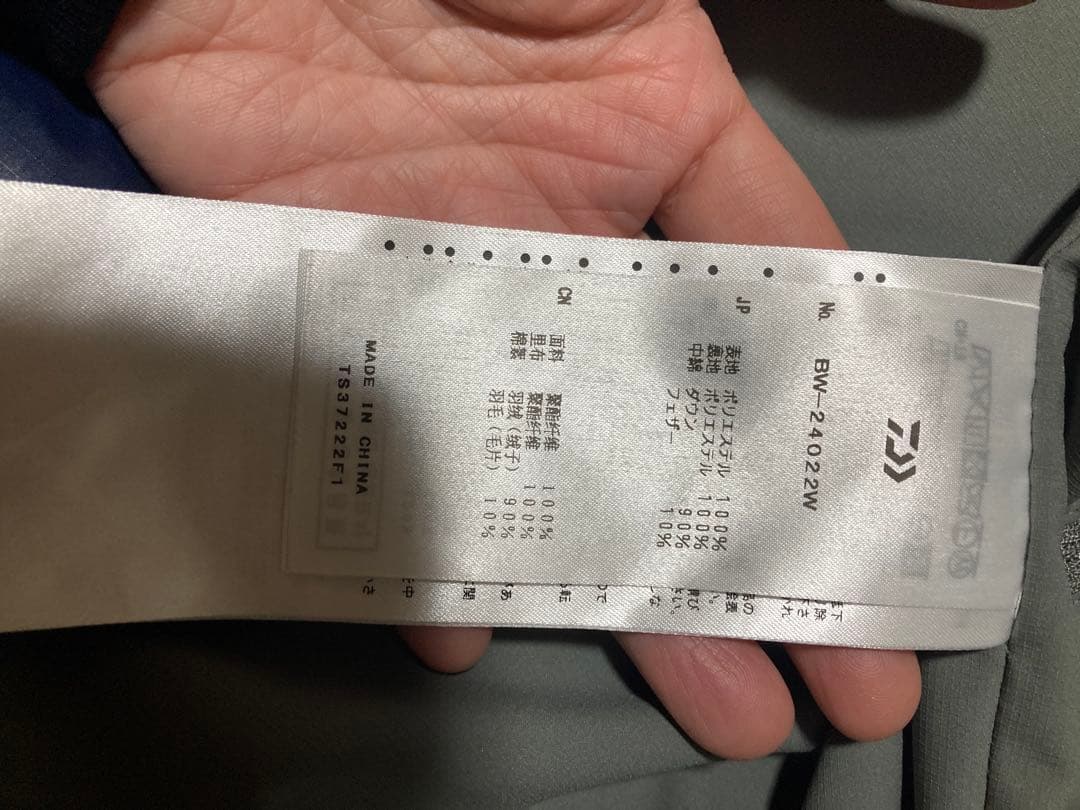 No. BW-24022W
JP
表地 ポリエステル 100%
裏地 ポリエステル 100%
中綿 ダウン 90%
フェザー 10%
CN
面料 聚酯纤维 100%
里布 聚酯纤维 100%
棉絮 羽绒(绒子) 90%
羽毛(毛片) 10%
MADE IN CHINA
TS37222F1